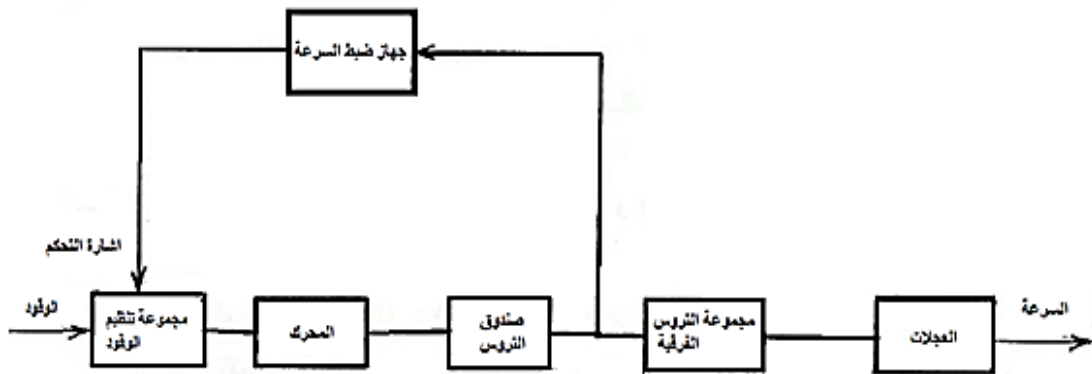 جهاز ضبط السرعة
اشارة التحكم
الوقود
مجموعة تنظيم
الوقود
المحرك
صندوق
التروس
مجموعة التروس
الفرقية
العجلات
السرعة